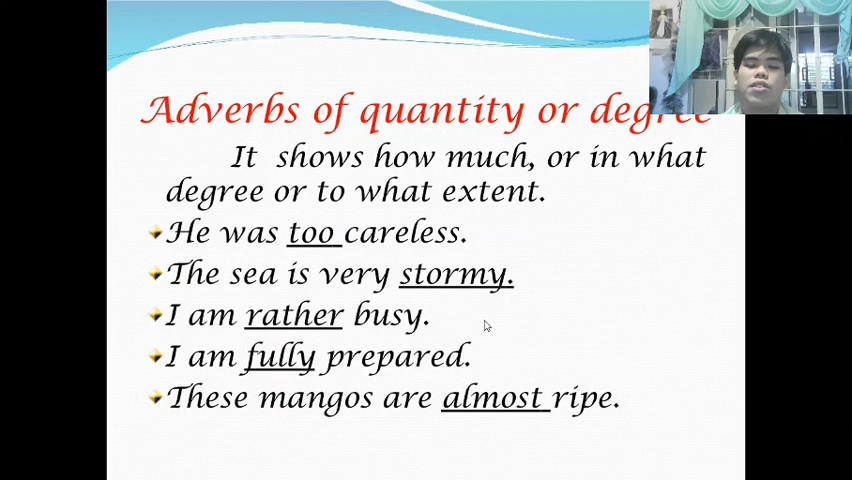 Adverbs of quantity or degree
It shows how much, or in what
degree or to what extent.
He was too careless.
The sea is very stormy.
I am rather busy.
I am fully prepared.
These mangos are almost ripe.